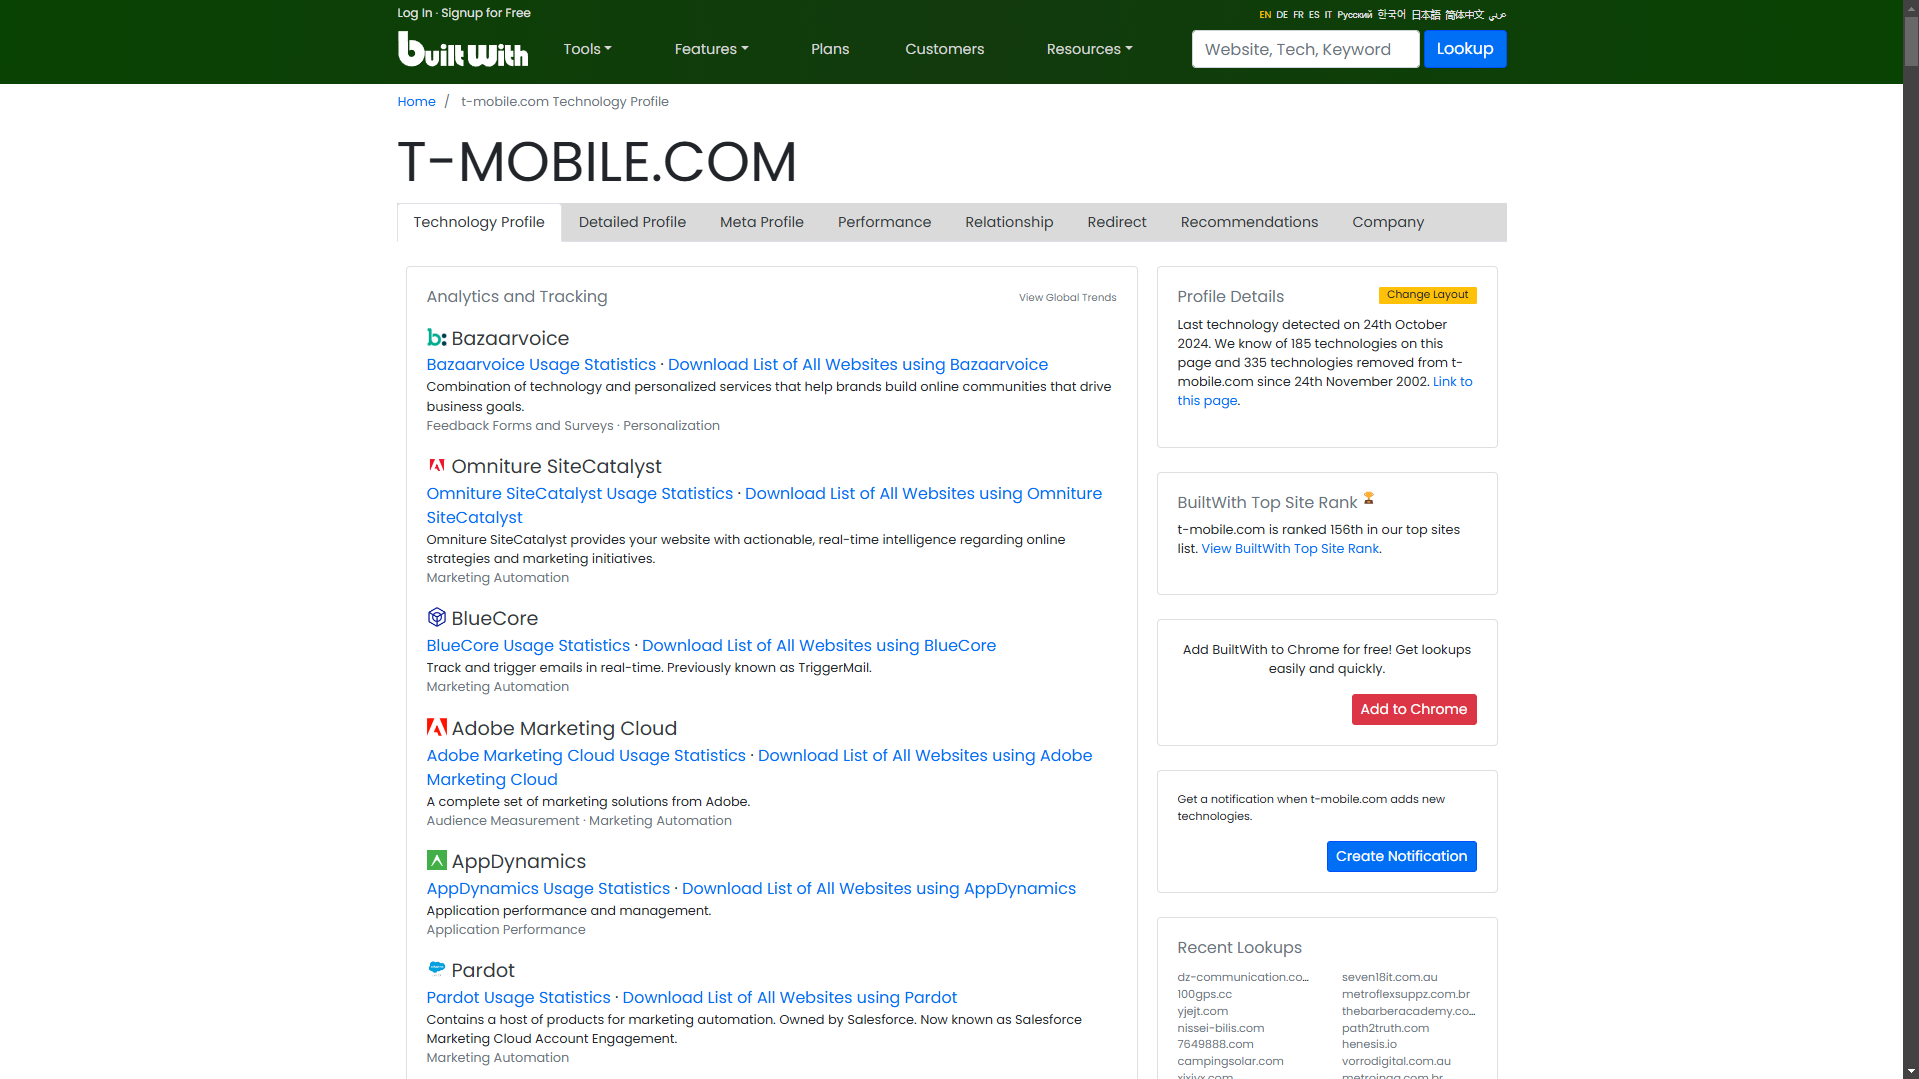 Log In · Signup for Free
EN DE FR ES IT Русский 한국어 日本語 简体中文 عربي
built With
Tools
Features
Plans
Customers
Resources
Website, Tech, Keyword
Lookup
Home / t-mobile.com Technology Profile
T-MOBILE.COM
Technology Profile
Detailed Profile
Meta Profile
Performance
Relationship
Redirect
Recommendations
Company
Analytics and Tracking
View Global Trends
b: Bazaarvoice
Bazaarvoice Usage Statistics · Download List of All Websites using Bazaarvoice
Combination of technology and personalized services that help brands build online communities that drive
business goals.
Feedback Forms and Surveys · Personalization
Omniture SiteCatalyst
Omniture SiteCatalyst Usage Statistics · Download List of All Websites using Omniture
SiteCatalyst
Omniture SiteCatalyst provides your website with actionable, real-time intelligence regarding online
strategies and marketing initiatives.
Marketing Automation
BlueCore
BlueCore Usage Statistics · Download List of All Websites using BlueCore
Track and trigger emails in real-time. Previously known as TriggerMail.
Marketing Automation
Adobe Marketing Cloud
Adobe Marketing Cloud Usage Statistics · Download List of All Websites using Adobe
Marketing Cloud
A complete set of marketing solutions from Adobe.
Audience Measurement · Marketing Automation
AppDynamics
AppDynamics Usage Statistics · Download List of All Websites using AppDynamics
Application performance and management.
Application Performance
Pardot
Pardot Usage Statistics · Download List of All Websites using Pardot
Contains a host of products for marketing automation. Owned by Salesforce. Now known as Salesforce
Marketing Cloud Account Engagement.
Marketing Automation
Profile Details
Change Layout
Last technology detected on 24th October
2024. We know of 185 technologies on this
page and 335 technologies removed from t-
mobile.com since 24th November 2002. Link to
this page.
BuiltWith Top Site Rank
t-mobile.com is ranked 156th in our top sites
list. View BuiltWith Top Site Rank.
Add BuiltWith to Chrome for free! Get lookups
easily and quickly.
Add to Chrome
Get a notification when t-mobile.com adds new
technologies.
Create Notification
Recent Lookups
dz-communication.co...
seven18it.com.au
100gps.cc
metroflexsuppz.com.br
yjejt.com
thebarberacademy.co...
nissei-bilis.com
path2truth.com
7649888.com
henesis.io
campingsolar.com
vorrodigital.com.au